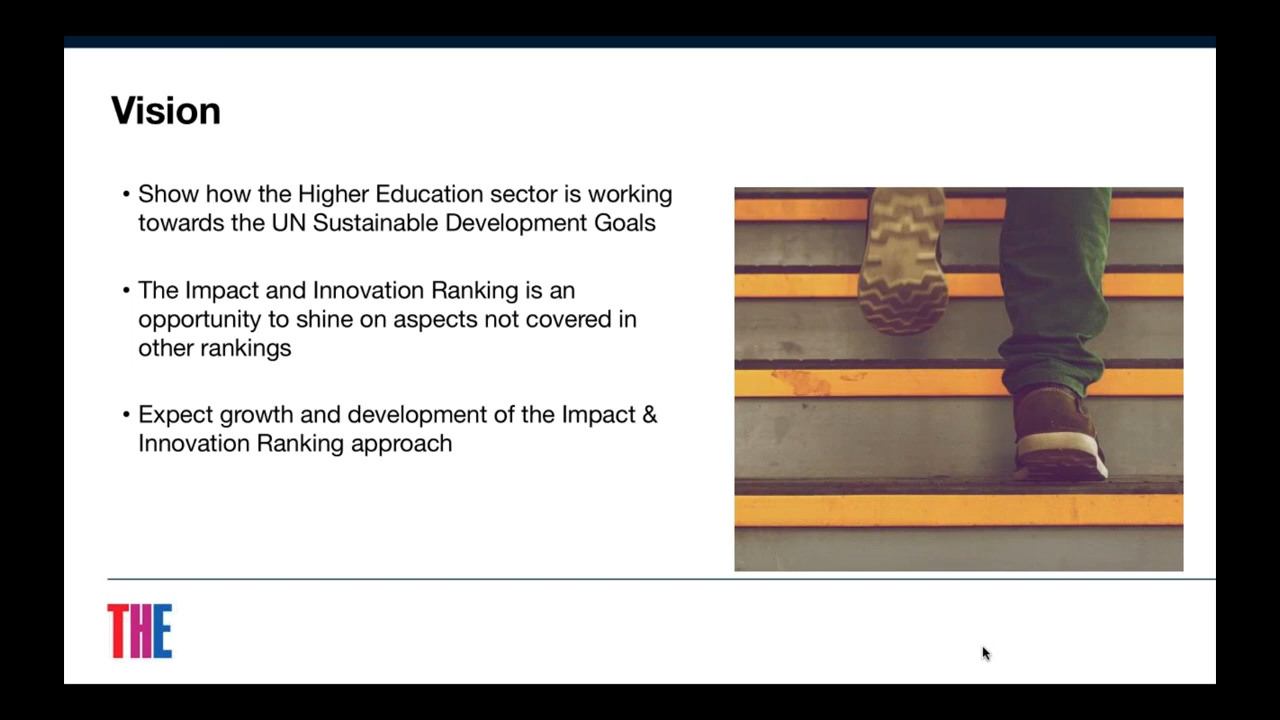 Vision
• Show how the Higher Education sector is working
towards the UN Sustainable Development Goals
• The Impact and Innovation Ranking is an
opportunity to shine on aspects not covered in
other rankings
• Expect growth and development of the Impact &
Innovation Ranking approach
THE